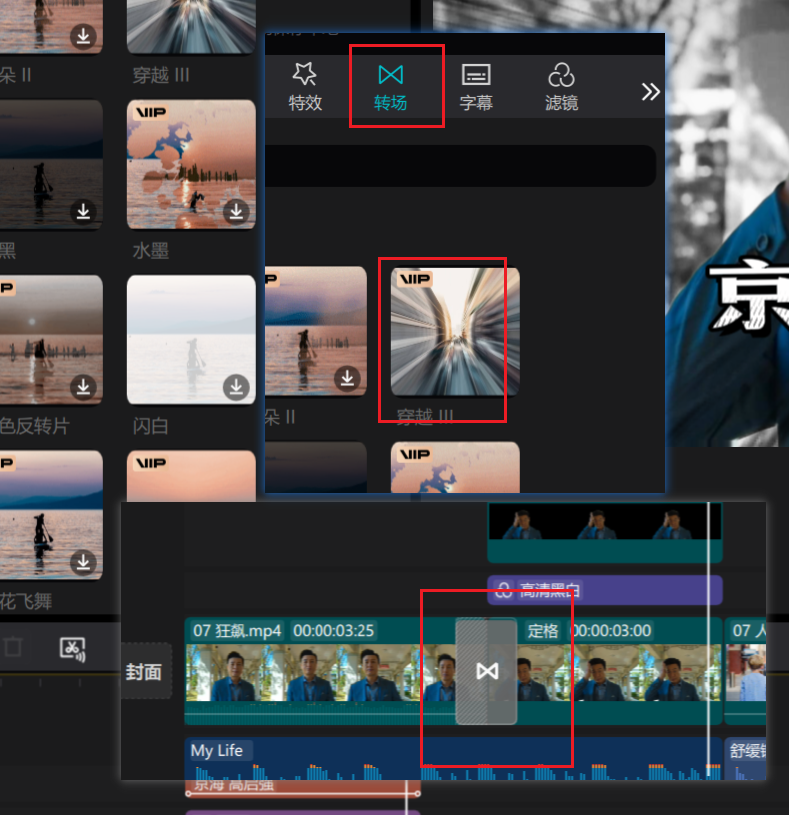 朵 II
穿越 III
特效
转场
字幕
滤镜
VIP
黑
水墨
VIP
朵 II
穿越 III
P
色反转片
闪白
VIP
P
VIP
花飞舞
京
高清黑白
07 狂飙.mp4 00:00:03:25
定格 00:00:03:00
07 人
封面
My Life
舒缓钢
京海 高启强